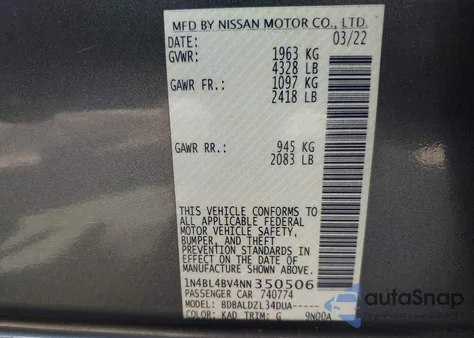 MFD BY NISSAN MOTOR CO., LTD.
DATE: 03/22
GVWR: 1963 KG
4328 LB
GAWR FR.: 1097 KG
2418 LB
GAWR RR.: 945 KG
2083 LB
THIS VEHICLE CONFORMS TO
ALL APPLICABLE FEDERAL
MOTOR VEHICLE SAFETY,
BUMPER, AND THEFT
PREVENTION STANDARDS IN
EFFECT ON THE DATE OF
MANUFACTURE SHOWN ABOVE.
1N4BL4BV4NN350506
PASSENGER CAR 740774
MODEL: BDBALDZL34DUA-----
COLOR: KAD TRIM: G 9N00A
autoSnap